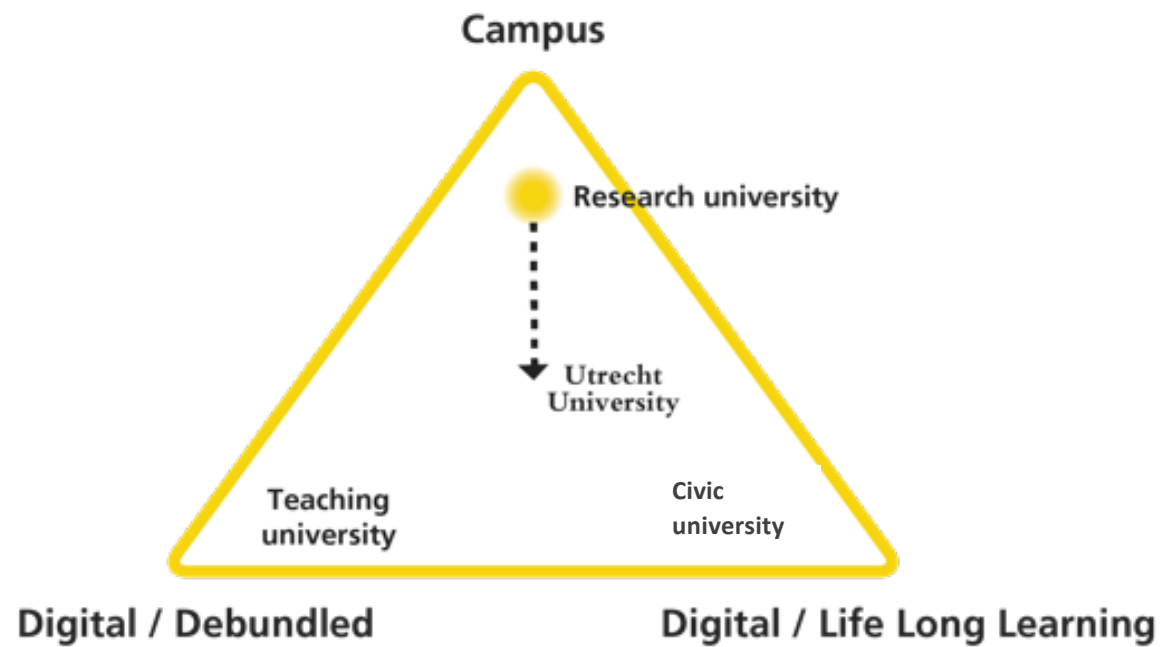 Campus
Research university
Utrecht
University
Teaching
university
Civic
university
Digital / Debundled
Digital / Life Long Learning